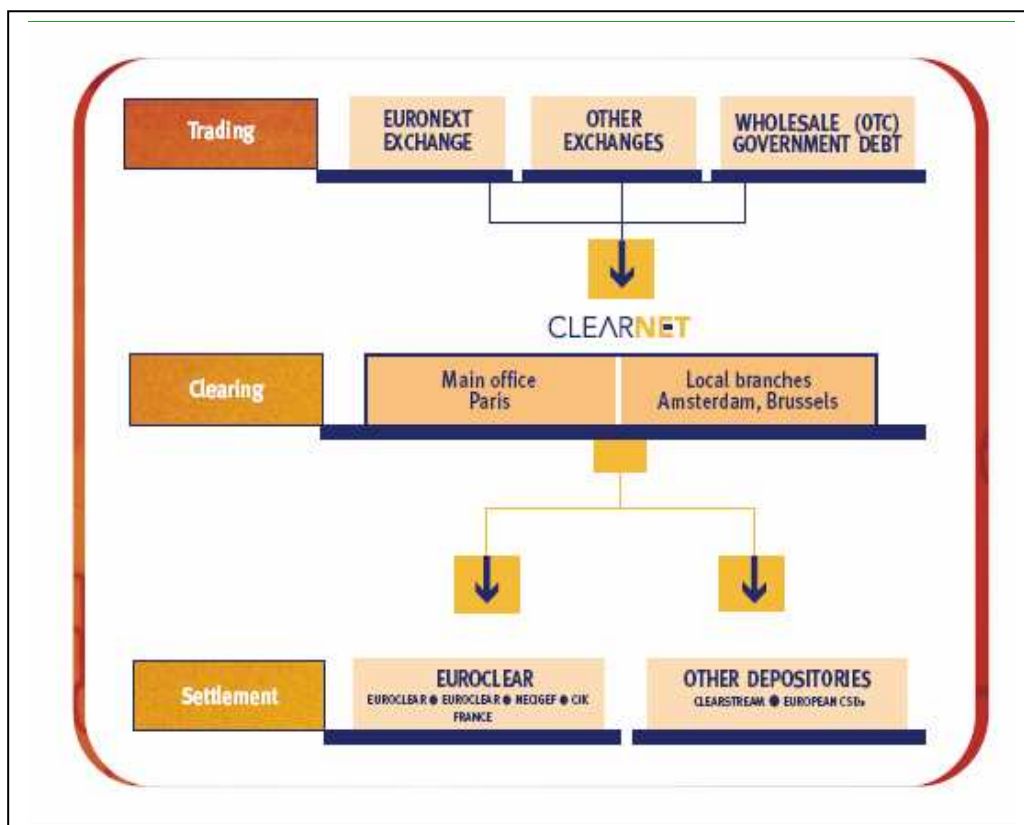 Trading
EURONEXT
EXCHANGE
OTHER
EXCHANGES
WHOLESALE (OTC)
GOVERNMENT DEBT
CLEARNET
Clearing
Main office
Paris
Local branches
Amsterdam, Brussels
Settlement
EUROCLEAR
EUROCLEAR ● EUROCLEAR ● NECIGEF ● CIK
FRANCE
OTHER DEPOSITORIES
CLEARSTREAM ● EUROPEAN CSDs